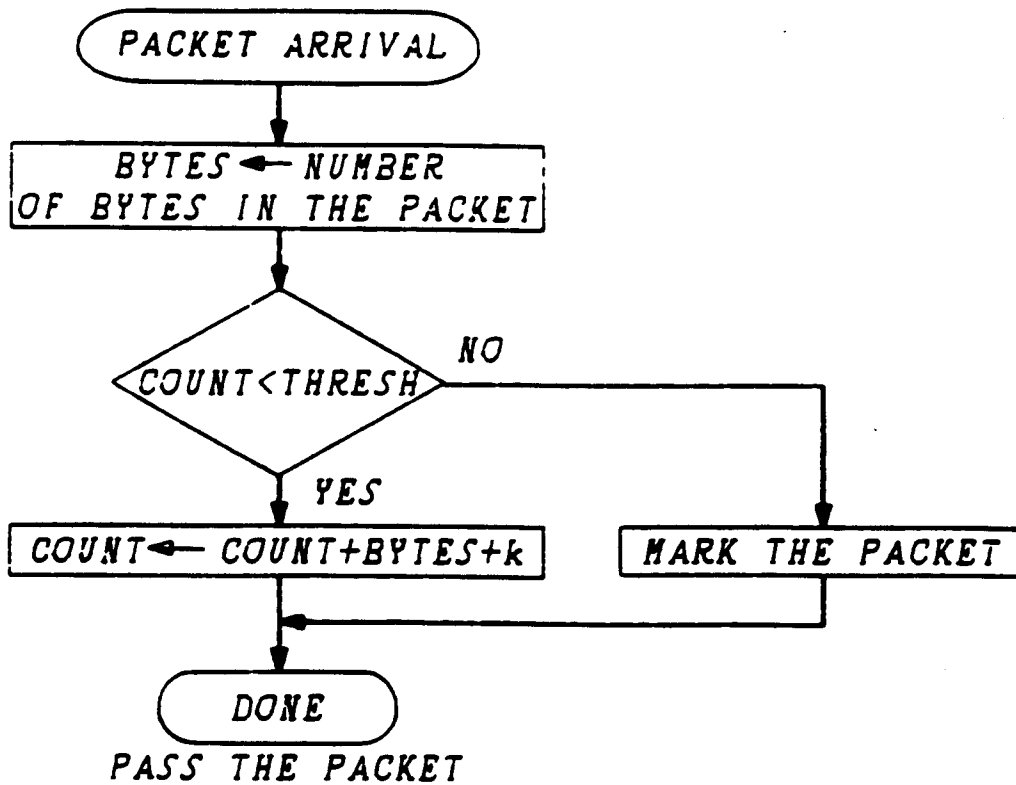 PACKET ARRIVAL
BYTES ← NUMBER
OF BYTES IN THE PACKET
COUNT<THRESH
NO
YES
COUNT ← COUNT+BYTES+k
MARK THE PACKET
DONE
PASS THE PACKET